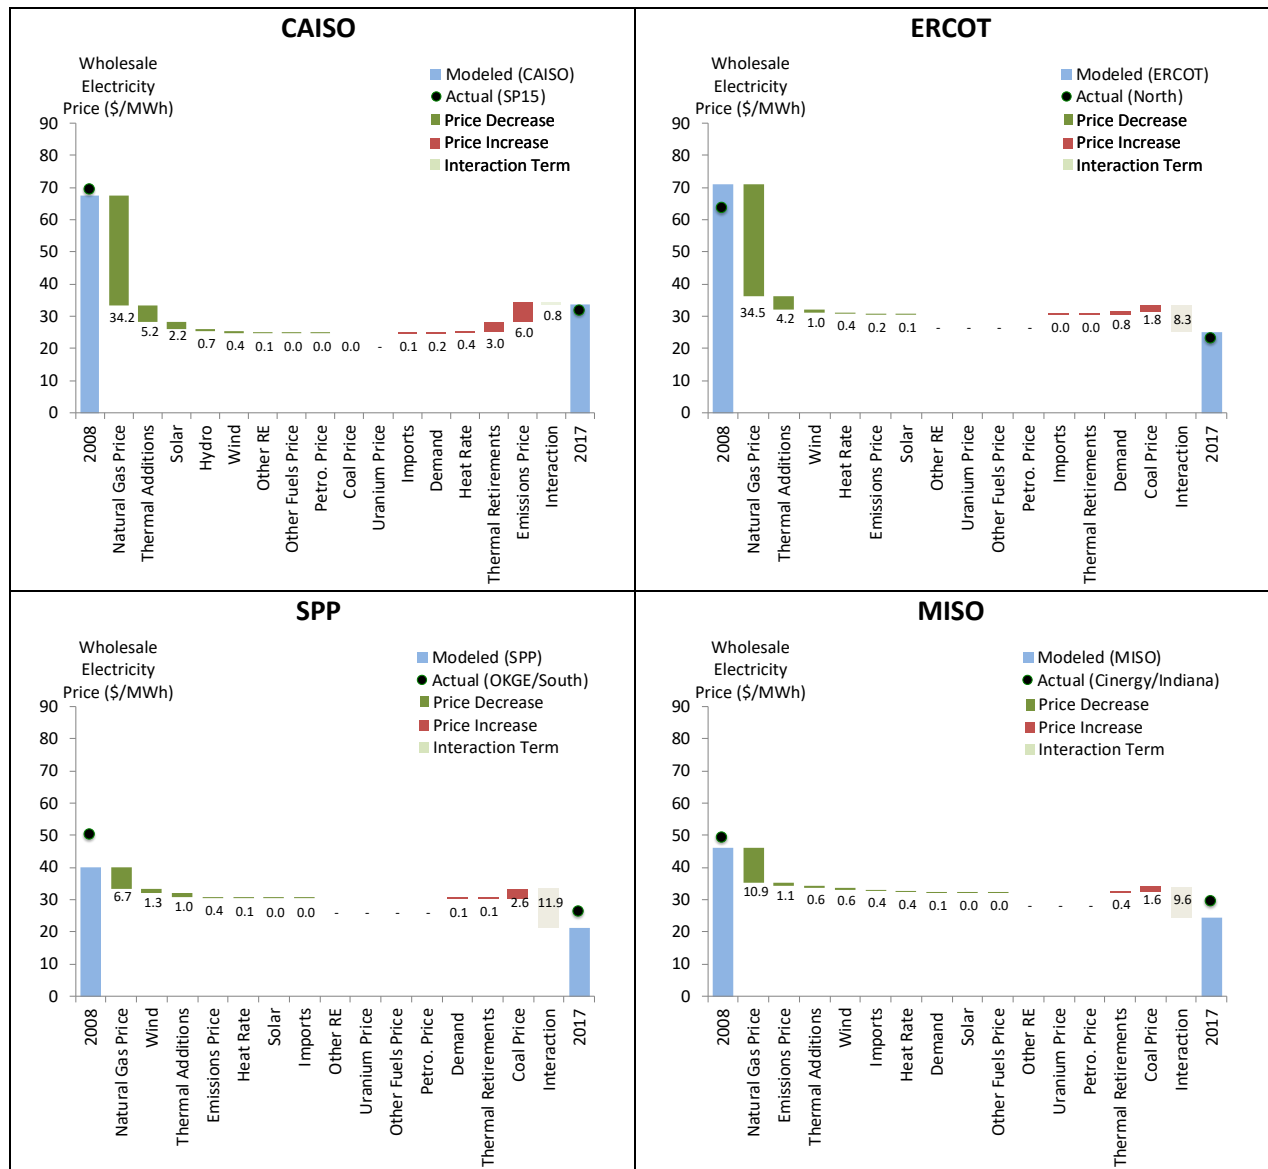 CAISO
Wholesale
Electricity
Price ($/MWh)
Modeled (CAISO)
Actual (SP15)
Price Decrease
Price Increase
Interaction Term
90
80
70
60
50
40
30
20
10
0
34.2
5.2
2.2
0.7
0.4
0.1
0.0
0.0
0.0
-
0.1
0.2
0.4
3.0
6.0
0.8
2008
Natural Gas Price
Thermal Additions
Solar
Hydro
Wind
Other RE
Other Fuels Price
Petro. Price
Coal Price
Uranium Price
Imports
Demand
Heat Rate
Thermal Retirements
Emissions Price
Interaction
2017
ERCOT
Wholesale
Electricity
Price ($/MWh)
Modeled (ERCOT)
Actual (North)
Price Decrease
Price Increase
Interaction Term
90
80
70
60
50
40
30
20
10
0
34.5
4.2
1.0
0.4
0.2
0.1
-
-
-
-
0.0
0.0
0.8
1.8
8.3
2008
Natural Gas Price
Thermal Additions
Wind
Heat Rate
Emissions Price
Solar
Other RE
Uranium Price
Other Fuels Price
Petro. Price
Imports
Thermal Retirements
Demand
Coal Price
Interaction
2017
SPP
Wholesale
Electricity
Price ($/MWh)
Modeled (SPP)
Actual (OKGE/South)
Price Decrease
Price Increase
Interaction Term
90
80
70
60
50
40
30
20
10
0
6.7
1.3
1.0
0.4
0.1
0.0
0.0
-
-
-
-
0.1
0.1
2.6
11.9
2008
Natural Gas Price
Wind
Thermal Additions
Emissions Price
Heat Rate
Solar
Imports
Other RE
Uranium Price
Other Fuels Price
Petro. Price
Demand
Thermal Retirements
Coal Price
Interaction
2017
MISO
Wholesale
Electricity
Price ($/MWh)
Modeled (MISO)
Actual (Cinergy/Indiana)
Price Decrease
Price Increase
Interaction Term
90
80
70
60
50
40
30
20
10
0
10.9
1.1
0.6
0.6
0.4
0.4
0.1
0.0
0.0
-
-
-
0.4
1.6
9.6
2008
Natural Gas Price
Emissions Price
Thermal Additions
Wind
Imports
Heat Rate
Demand
Solar
Other Fuels Price
Other RE
Uranium Price
Petro. Price
Thermal Retirements
Coal Price
Interaction
2017